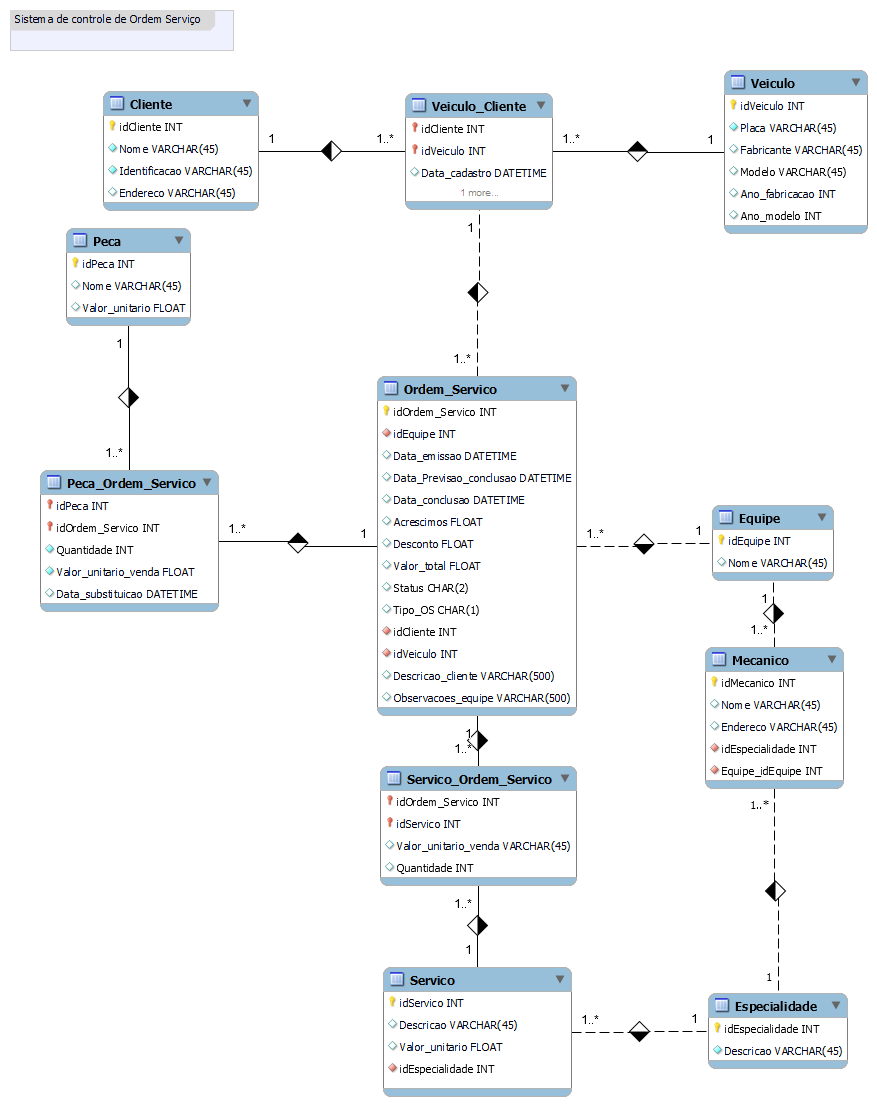 Sistema de controle de Ordem Serviço
Cliente
idCliente INT
Nome VARCHAR(45)
Identificacao VARCHAR(45)
Endereco VARCHAR(45)
1
1..*
Veiculo_Cliente
idCliente INT
idVeiculo INT
Data_cadastro DATETIME
1 more...
1..*
1
Veiculo
idVeiculo INT
Placa VARCHAR(45)
Fabricante VARCHAR(45)
Modelo VARCHAR(45)
Ano_fabricacao INT
Ano_modelo INT
Peca
idPeca INT
Nome VARCHAR(45)
Valor_unitario FLOAT
1
1..*
1
1..*
Peca_Ordem_Servico
idPeca INT
idOrdem_Servico INT
Quantidade INT
Valor_unitario_venda FLOAT
Data_substituicao DATETIME
1..*
1
Ordem_Servico
idOrdem_Servico INT
idEquipe INT
Data_emissao DATETIME
Data_Previsao_conclusao DATETIME
Data_conclusao DATETIME
Acrescimos FLOAT
Desconto FLOAT
Valor_total FLOAT
Status CHAR(2)
Tipo_OS CHAR(1)
idCliente INT
idVeiculo INT
Descricao_cliente VARCHAR(500)
Observacoes_equipe VARCHAR(500)
1..*
1
Equipe
idEquipe INT
Nome VARCHAR(45)
1
1..*
Mecanico
idMecanico INT
Nome VARCHAR(45)
Endereco VARCHAR(45)
idEspecialidade INT
Equipe_idEquipe INT
1..*
1
1
1..*
Servico_Ordem_Servico
idOrdem_Servico INT
idServico INT
Valor_unitario_venda VARCHAR(45)
Quantidade INT
1..*
1
Servico
idServico INT
Descricao VARCHAR(45)
Valor_unitario FLOAT
idEspecialidade INT
1..*
1
Especialidade
idEspecialidade INT
Descricao VARCHAR(45)